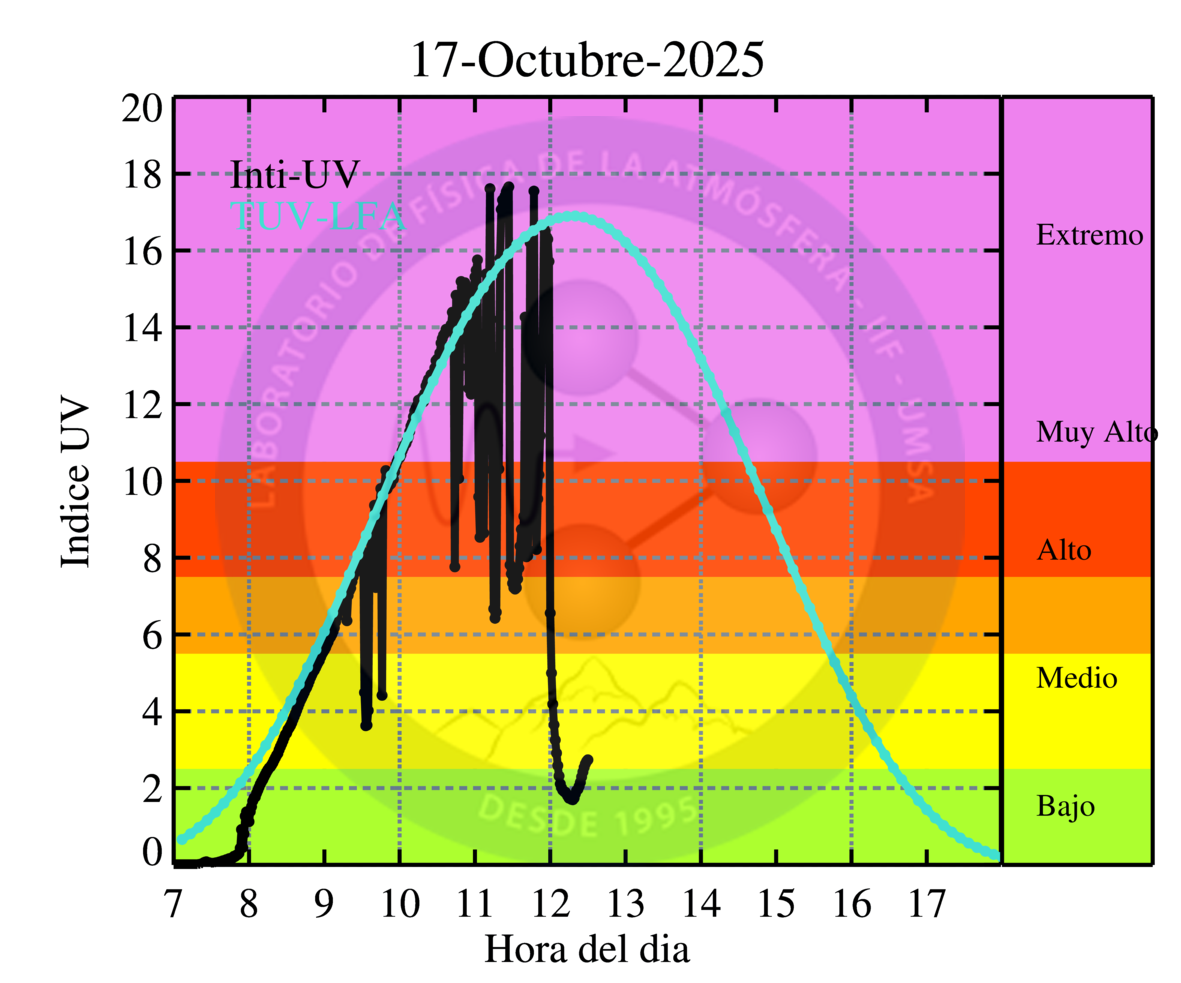 17-Octubre-2025
20
18
16
14
12
10
8
6
4
2
0
Indice UV
Inti-UV
TUV-LFA
LABORATORIO DE FÍSICA DE LA ATMÓSFERA - IIF - UMSA
DESDE 1995
Extremo
Muy Alto
Alto
Medio
Bajo
7 8 9 10 11 12 13 14 15 16 17
Hora del dia